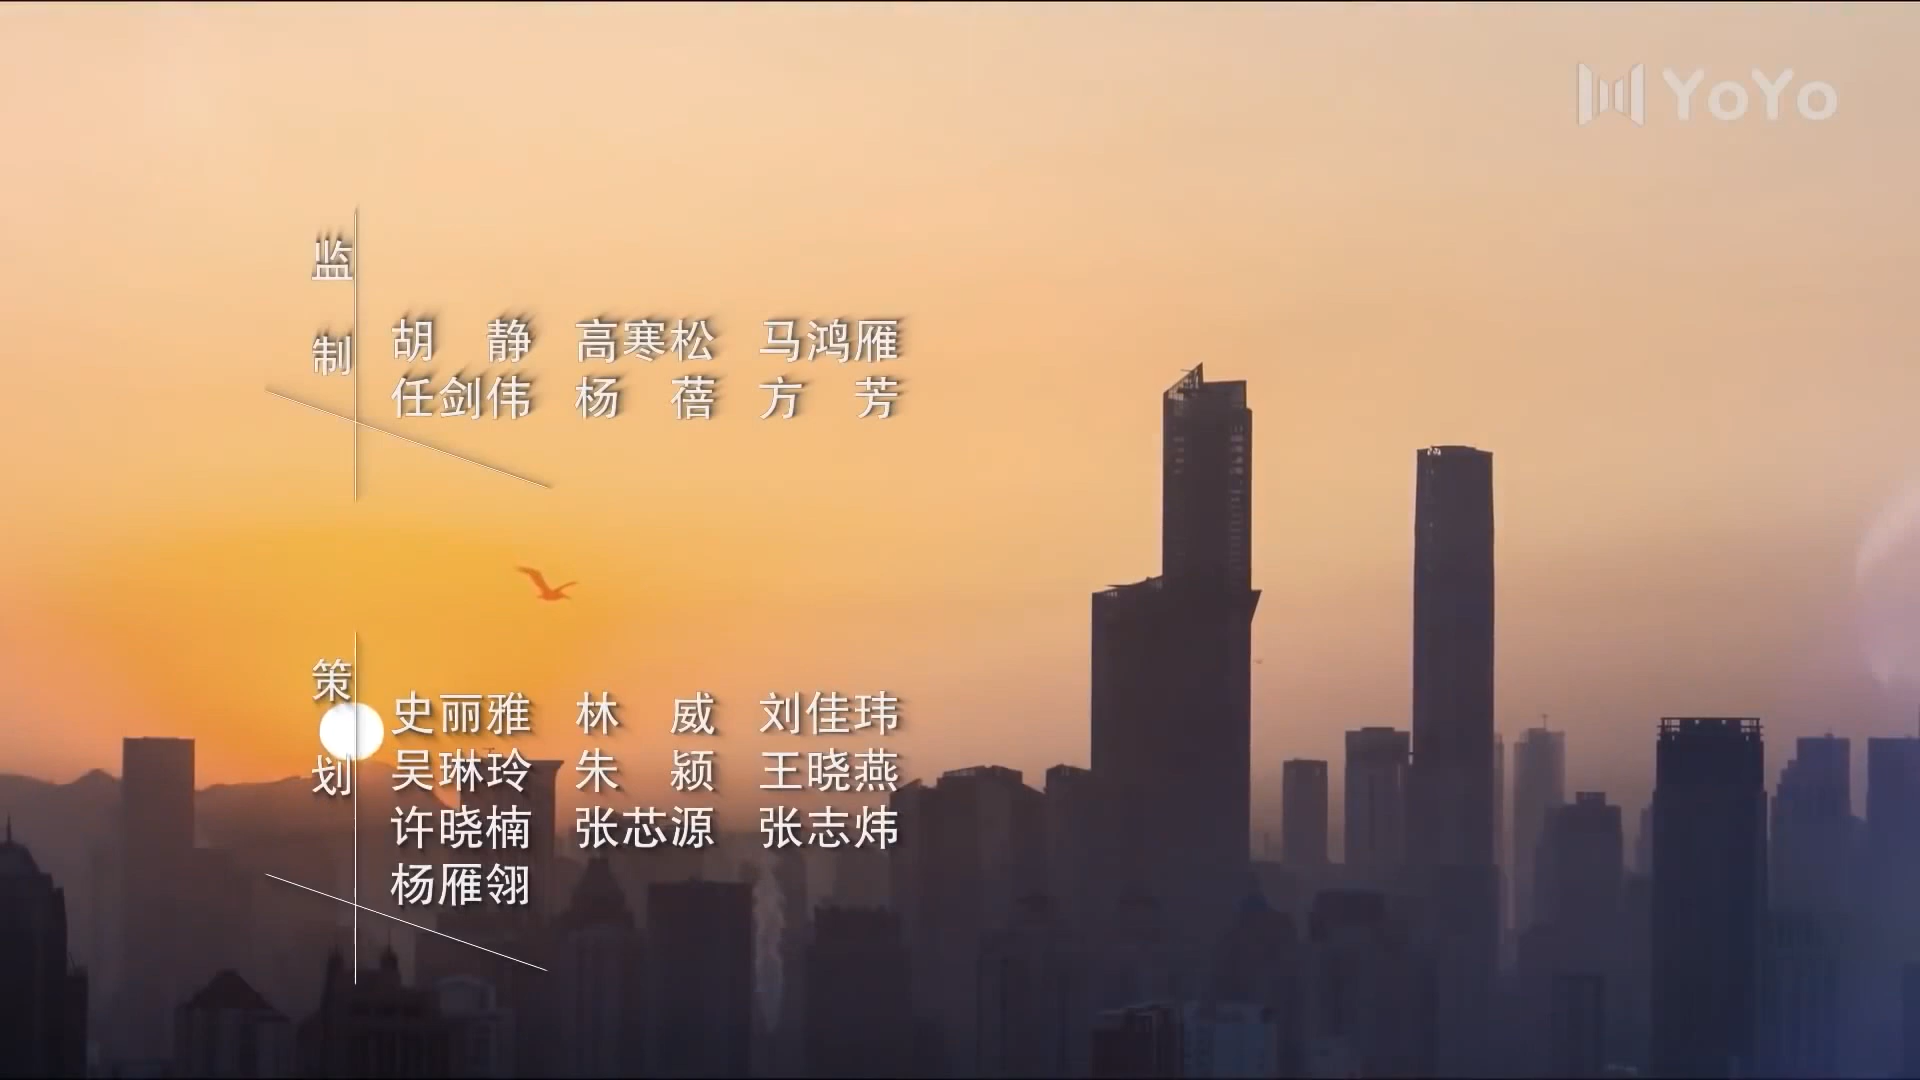 YoYo
监制
胡 静 高寒松 马鸿雁
任剑伟 杨 蓓 方 芳
策划
史丽雅 林 威 刘佳玮
吴琳玲 朱 颍 王晓燕
许晓楠 张芯源 张志炜
杨雁翎